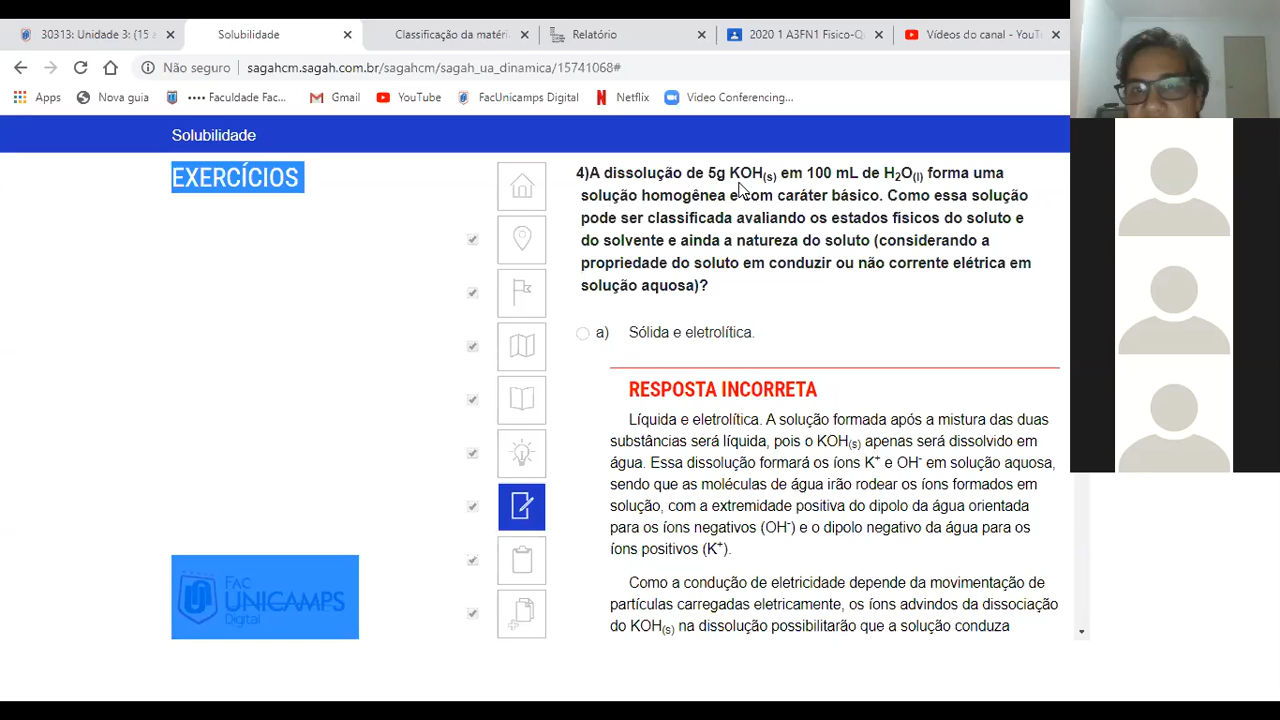 30313: Unidade 3: (15 a
Solubilidade
Classificação da matéri
Relatório
2020 1 A3FN1 Fisico-Q
Vídeos do canal - YouT
Não seguro
sagahcm.sagah.com.br/sagahcm/sagah_ua_dinamica/15741068#
Apps
Nova guia
···· Faculdade Fac...
Gmail
YouTube
FacUnicamps Digital
Netflix
Video Conferencing...
Solubilidade
EXERCÍCIOS
4)A dissolução de 5g KOH(s) em 100 mL de H2O(l) forma uma
solução homogênea e com caráter básico. Como essa solução
pode ser classificada avaliando os estados físicos do soluto e
do solvente e ainda a natureza do soluto (considerando a
propriedade do soluto em conduzir ou não corrente elétrica em
solução aquosa)?
a) Sólida e eletrolítica.
RESPOSTA INCORRETA
Líquida e eletrolítica. A solução formada após a mistura das duas
substâncias será líquida, pois o KOH(s) apenas será dissolvido em
água. Essa dissolução formará os íons K+ e OH- em solução aquosa,
sendo que as moléculas de água irão rodear os íons formados em
solução, com a extremidade positiva do dipolo da água orientada
para os íons negativos (OH-) e o dipolo negativo da água para os
íons positivos (K+).
Como a condução de eletricidade depende da movimentação de
partículas carregadas eletricamente, os íons advindos da dissociação
do KOH(s) na dissolução possibilitarão que a solução conduza
FAC
UNICAMPS
Digital